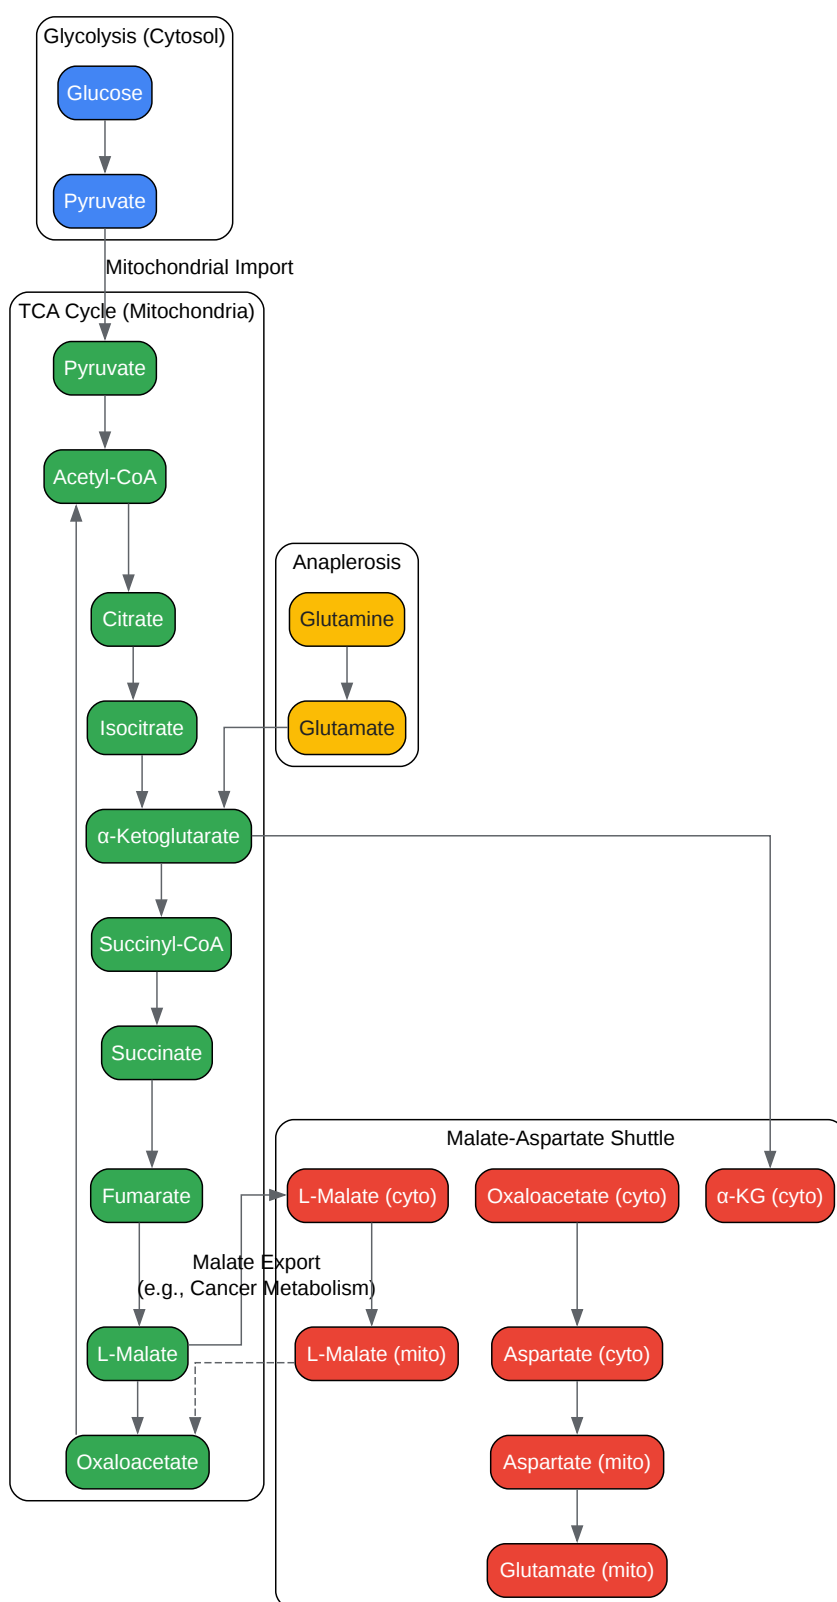 Glycolysis (Cytosol)
Glucose
Pyruvate
Mitochondrial Import
TCA Cycle (Mitochondria)
Pyruvate
Acetyl-CoA
Citrate
Isocitrate
α-Ketoglutarate
Succinyl-CoA
Succinate
Fumarate
L-Malate
Oxaloacetate
Anaplerosis
Glutamine
Glutamate
Malate Export
(e.g., Cancer Metabolism)
Malate-Aspartate Shuttle
L-Malate (cyto)
L-Malate (mito)
Oxaloacetate (cyto)
Aspartate (cyto)
Aspartate (mito)
Glutamate (mito)
α-KG (cyto)